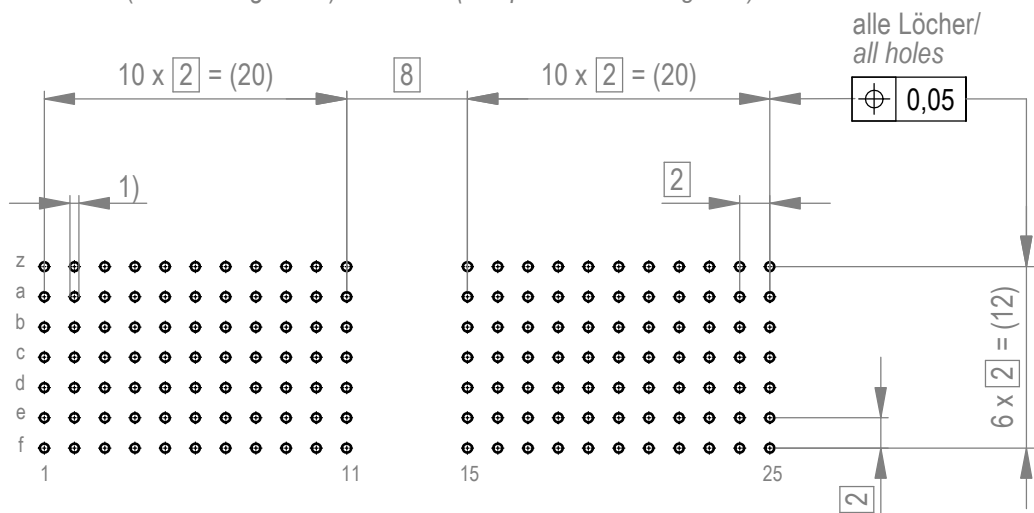 alle Löcher/
all holes
10 x 2 = (20)
8
10 x 2 = (20)
0,05
1)
2
z
a
b
c
d
e
f
6 x 2 = (12)
1
11
15
25
2